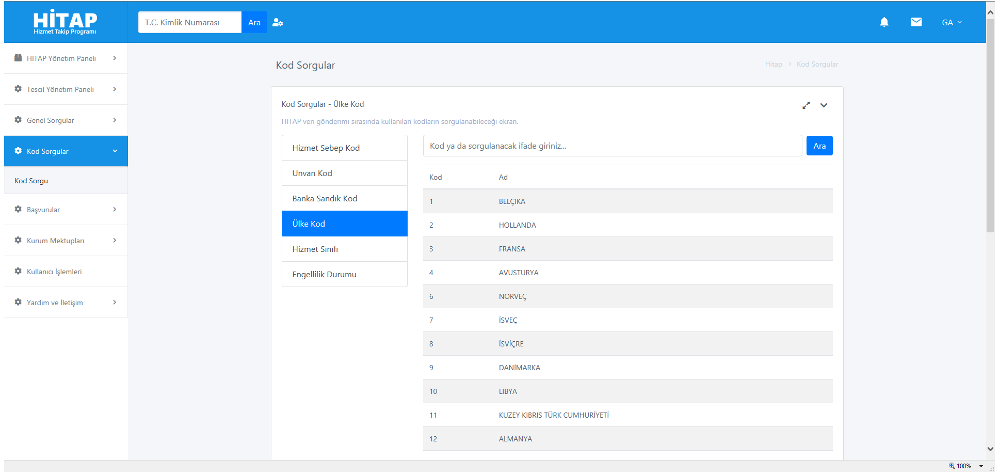 HİTAP
Hizmet Takip Programı
T.C. Kimlik Numarası
Ara
GA
HİTAP Yönetim Paneli
Tescil Yönetim Paneli
Genel Sorgular
Kod Sorgular
Kod Sorgu
Başvurular
Kurum Mektupları
Kullanıcı İşlemleri
Yardım ve İletişim
Kod Sorgular
Hitap > Kod Sorgular
Kod Sorgular - Ülke Kod
HİTAP veri gönderimi sırasında kullanılan kodların sorgulanabileceği ekran.
Hizmet Sebep Kod
Unvan Kod
Banka Sandık Kod
Ülke Kod
Hizmet Sınıfı
Engellilik Durumu
Kod ya da sorgulanacak ifade giriniz...
Ara
Kod Ad
1 BELÇİKA
2 HOLLANDA
3 FRANSA
4 AVUSTURYA
6 NORVEÇ
7 İSVEÇ
8 İSVİÇRE
9 DANİMARKA
10 LİBYA
11 KUZEY KIBRIS TÜRK CUMHURİYETİ
12 ALMANYA
100%